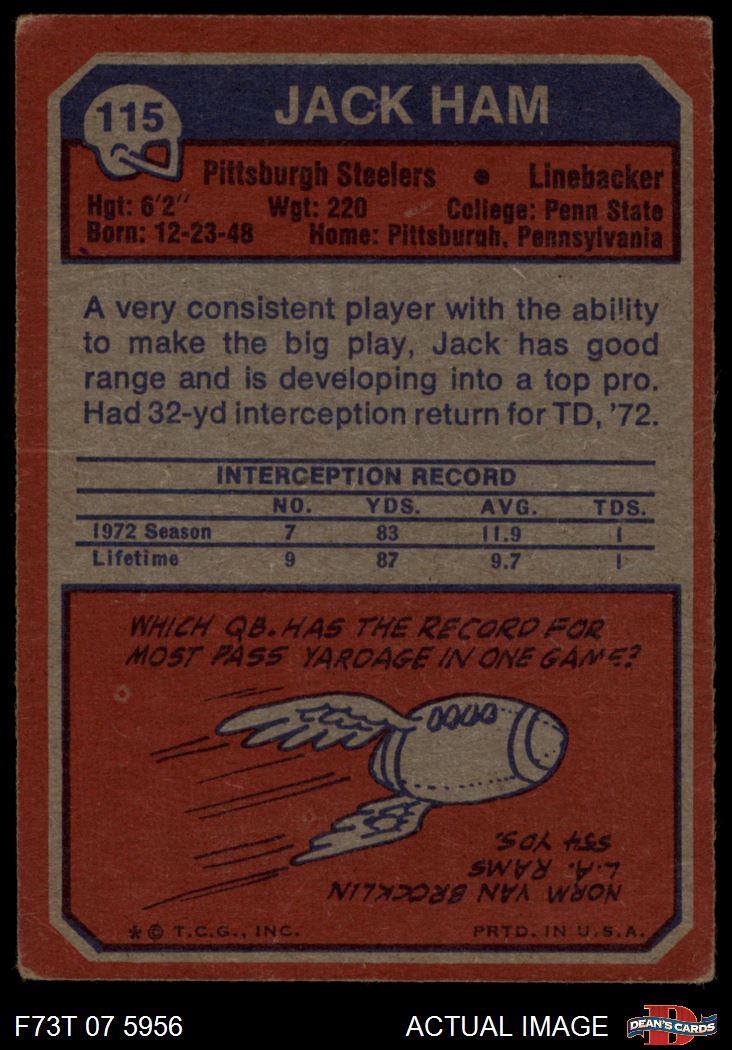 115
JACK HAM
Pittsburgh Steelers • Linebacker
Hgt: 6'2" Wgt: 220 College: Penn State
Born: 12-23-48 Home: Pittsburgh, Pennsylvania
A very consistent player with the ability
to make the big play, Jack has good
range and is developing into a top pro.
Had 32-yd interception return for TD, '72.
INTERCEPTION RECORD
NO. YDS. AVG. TDS.
1972 Season 7 83 11.9 1
Lifetime 9 87 9.7 1
WHICH QB. HAS THE RECORD FOR
MOST PASS YARDAGE IN ONE GAME?
NORM VAN BROCKLIN
L.A. RAMS
554 YDS.
* © T.C.G., INC. PRTD. IN U.S.A.
F73T 07 5956 ACTUAL IMAGE
D
DEAN'S CARDS